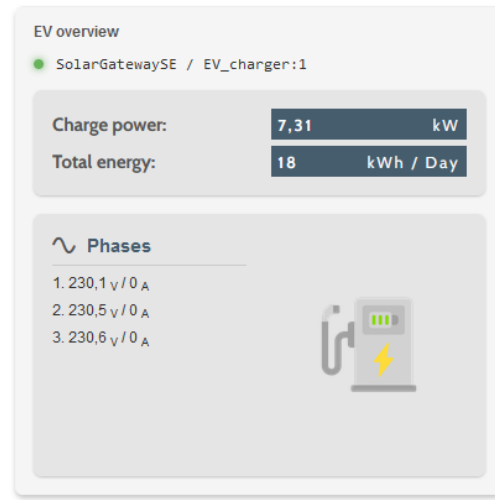 EV overview
SolarGatewaySE / EV_charger:1
Charge power: 7,31 kW
Total energy: 18 kWh / Day
Phases
1. 230,1 V / 0 A
2. 230,5 V / 0 A
3. 230,6 V / 0 A